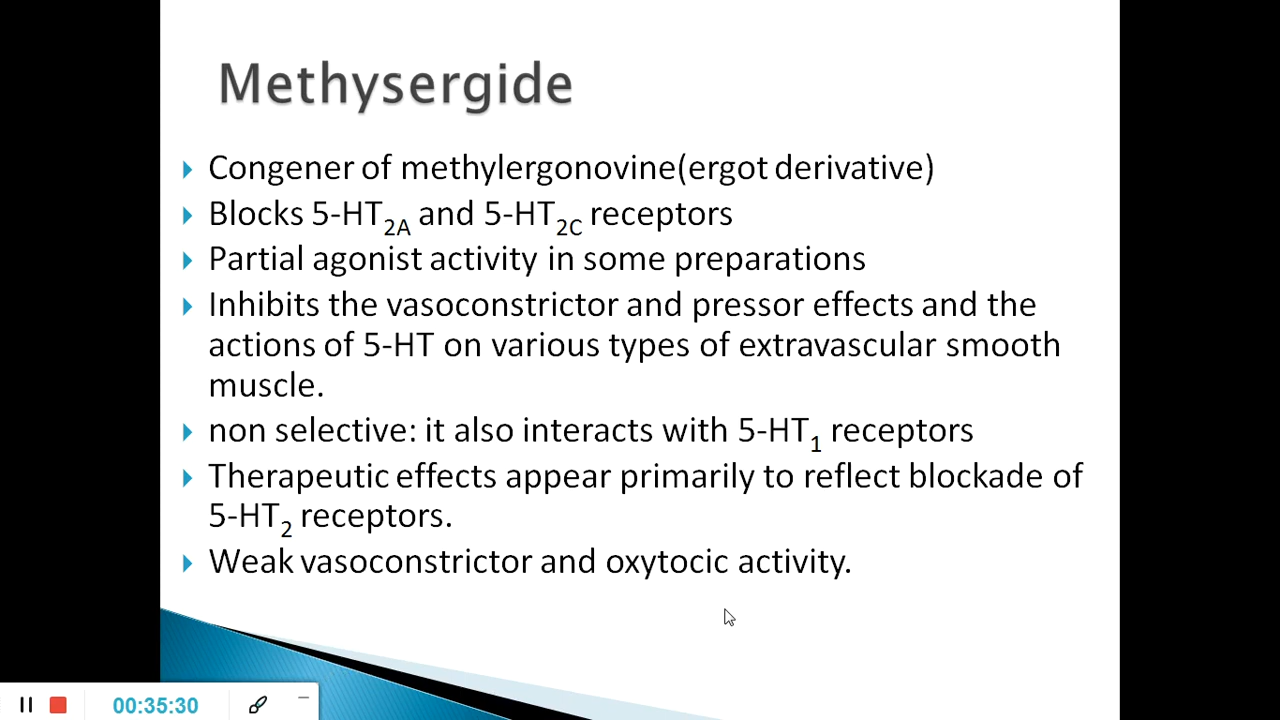 Methysergide
Congener of methylergonovine(ergot derivative)
Blocks 5-HT2A and 5-HT2C receptors
Partial agonist activity in some preparations
Inhibits the vasoconstrictor and pressor effects and the
actions of 5-HT on various types of extravascular smooth
muscle.
non selective: it also interacts with 5-HT1 receptors
Therapeutic effects appear primarily to reflect blockade of
5-HT2 receptors.
Weak vasoconstrictor and oxytocic activity.
00:35:30